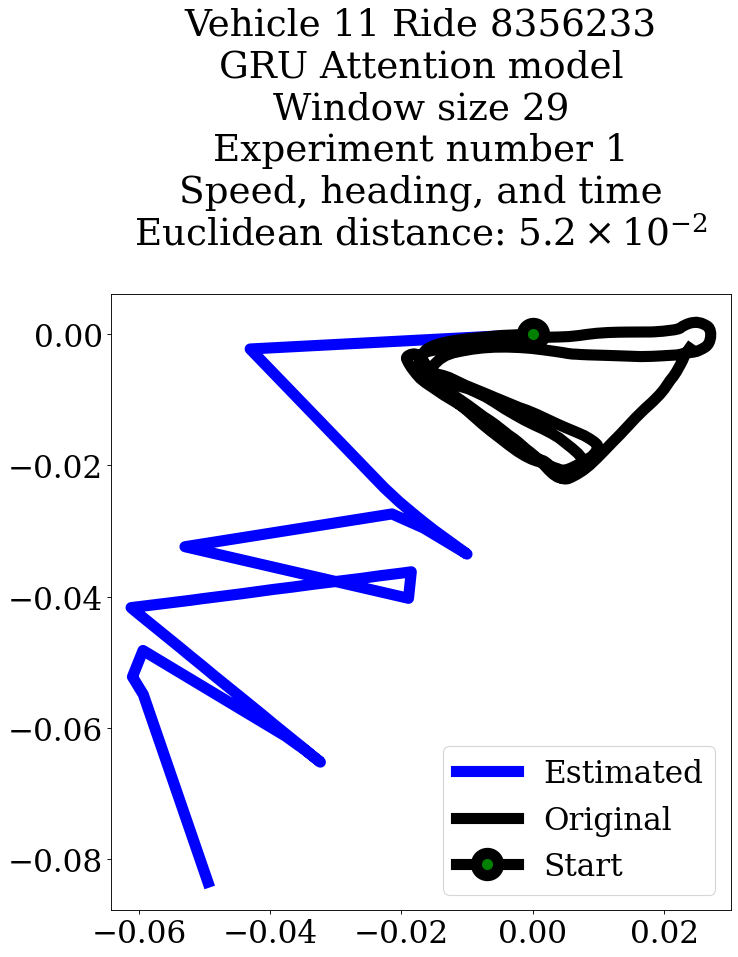 Vehicle 11 Ride 8356233
GRU Attention model
Window size 29
Experiment number 1
Speed, heading, and time
Euclidean distance: 5.2 × 10⁻²
0.00
−0.02
−0.04
−0.06
−0.08
Estimated
Original
Start
−0.06 −0.04 −0.02 0.00 0.02